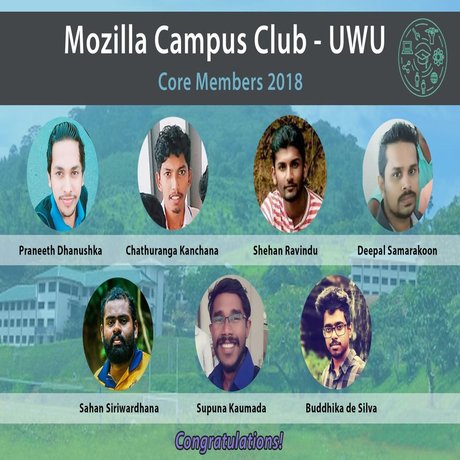 Mozilla Campus Club - UWU
Core Members 2018
Praneeth Dhanushka
Chathuranga Kanchana
Shehan Ravindu
Deepal Samarakoon
Sahan Siriwardhana
Supuna Kaumada
Buddhika de Silva
Congratulations!